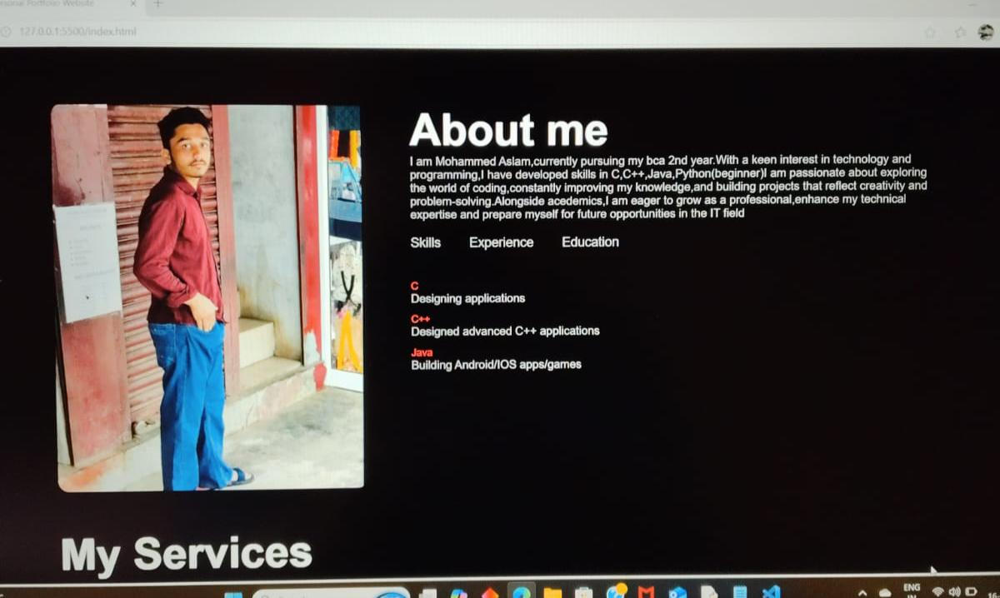 rsonal Portfolio Website
127.0.0.1:5500/index.html
About me
I am Mohammed Aslam,currently pursuing my bca 2nd year.With a keen interest in technology and
programming,I have developed skills in C,C++,Java,Python(beginner)I am passionate about exploring
the world of coding,constantly improving my knowledge,and building projects that reflect creativity and
problem-solving.Alongside acedemics,I am eager to grow as a professional,enhance my technical
expertise and prepare myself for future opportunities in the IT field
Skills Experience Education
C
Designing applications
C++
Designed advanced C++ applications
Java
Building Android/IOS apps/games
My Services
ENG
IN